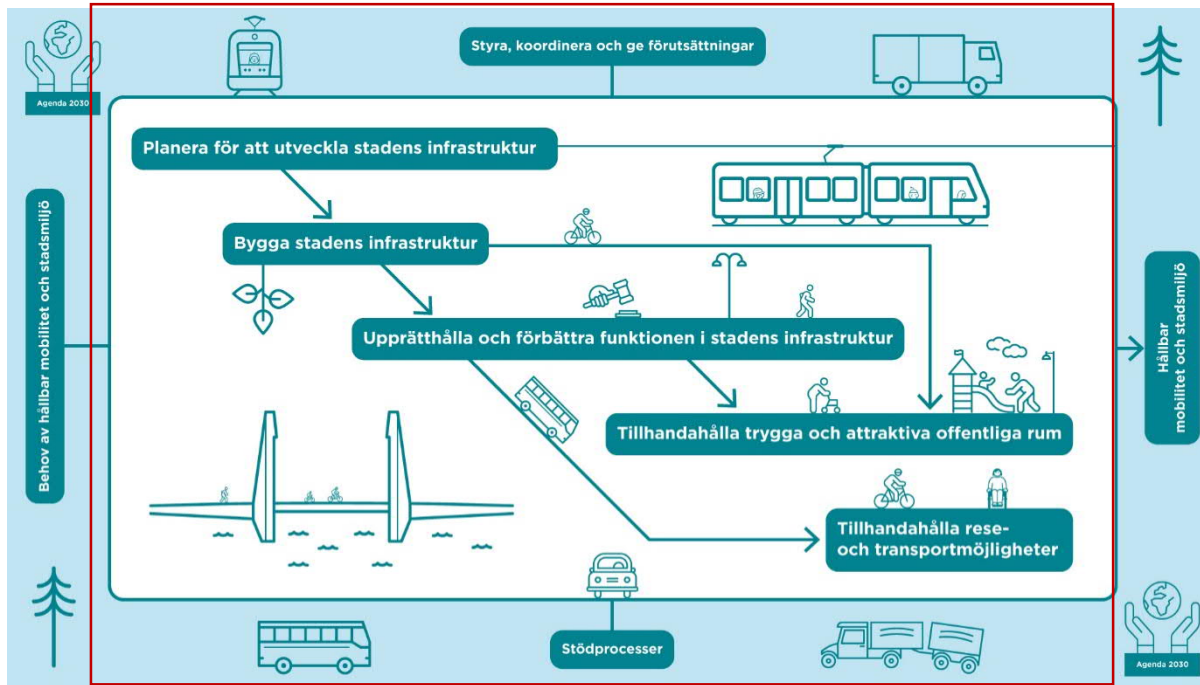 Styra, koordinera och ge förutsättningar
Agenda 2030
Planera för att utveckla stadens infrastruktur
Behov av hållbar mobilitet och stadsmiljö
Bygga stadens infrastruktur
Upprätthålla och förbättra funktionen i stadens infrastruktur
Hållbar
mobilitet och stadsmiljö
Tillhandahålla trygga och attraktiva offentliga rum
Tillhandahålla rese-
och transportmöjligheter
Stödprocesser
Agenda 2030